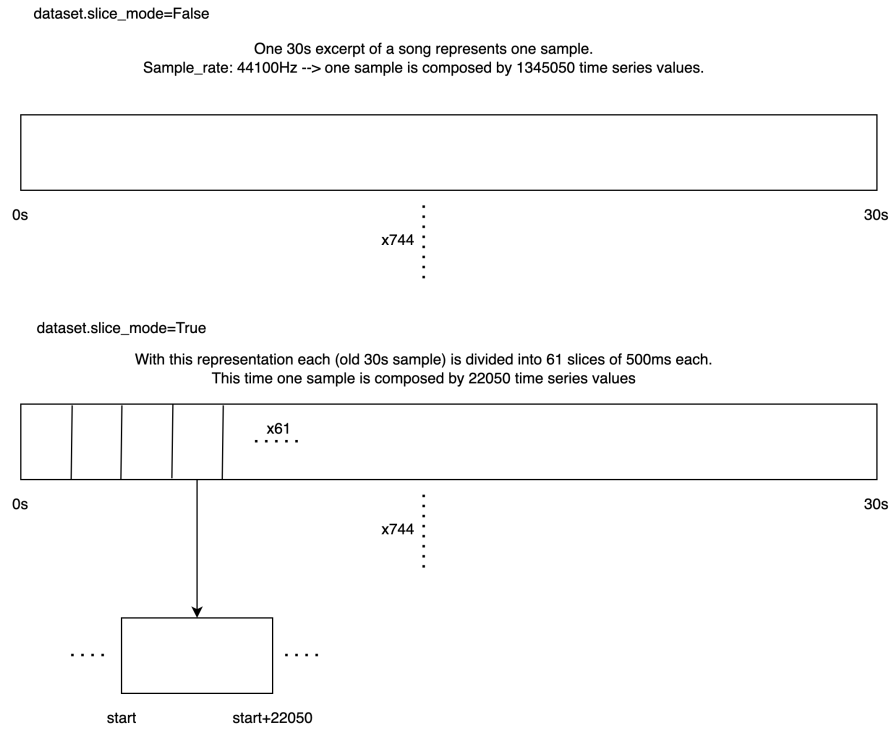 dataset.slice_mode=False
One 30s excerpt of a song represents one sample.
Sample_rate: 44100Hz --> one sample is composed by 1345050 time series values.
0s
30s
x744
dataset.slice_mode=True
With this representation each (old 30s sample) is divided into 61 slices of 500ms each.
This time one sample is composed by 22050 time series values
x61
0s
30s
x744
start
start+22050